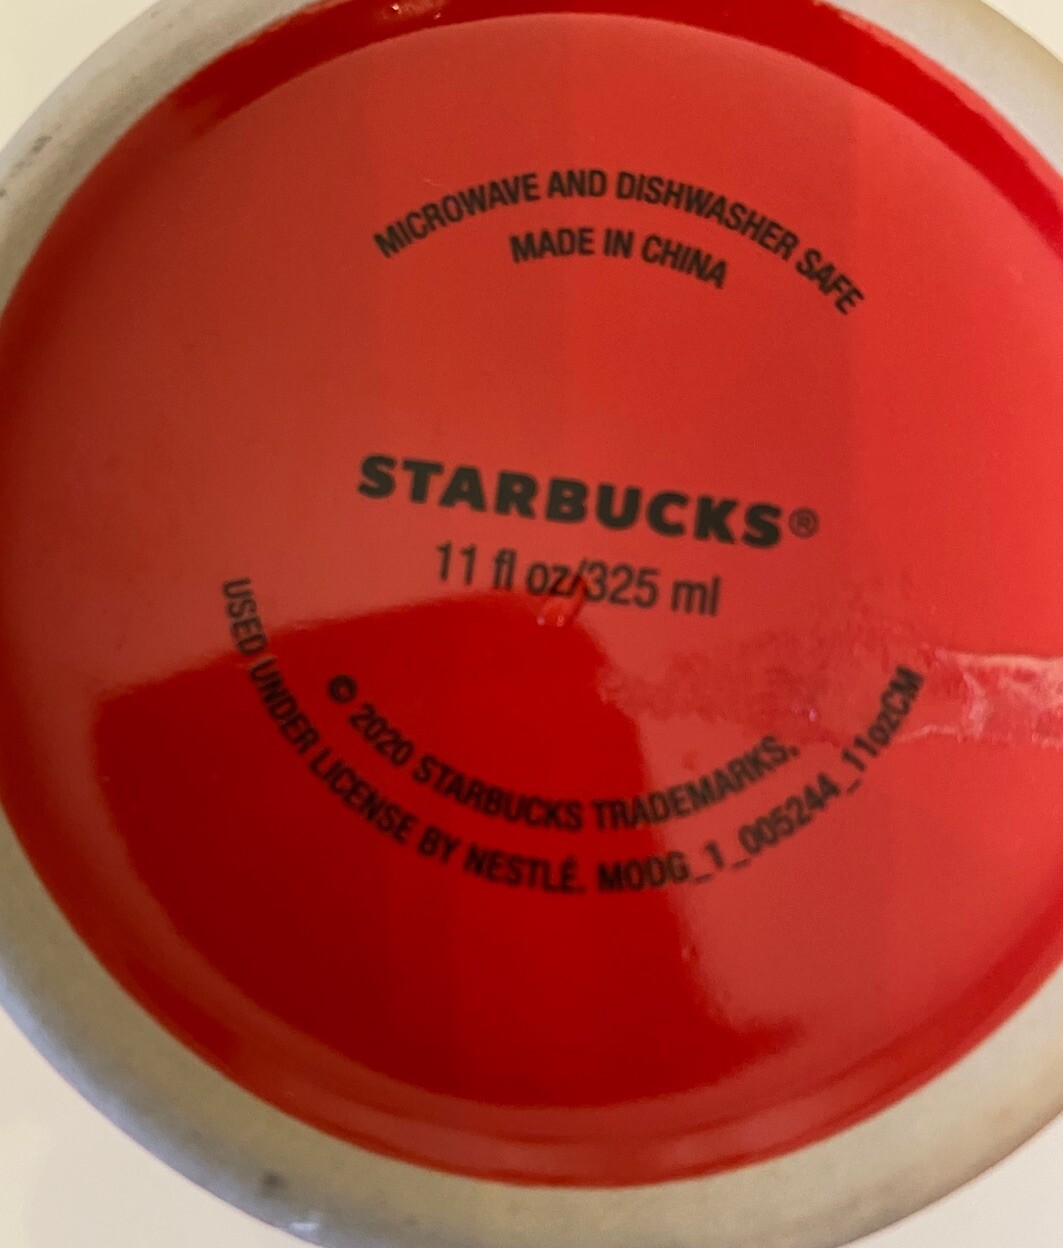 MICROWAVE AND DISHWASHER SAFE
MADE IN CHINA
STARBUCKS®
11 fl oz/325 ml
© 2020 STARBUCKS TRADEMARKS,
USED UNDER LICENSE BY NESTLÉ. MODG_1_005244_11ozCM